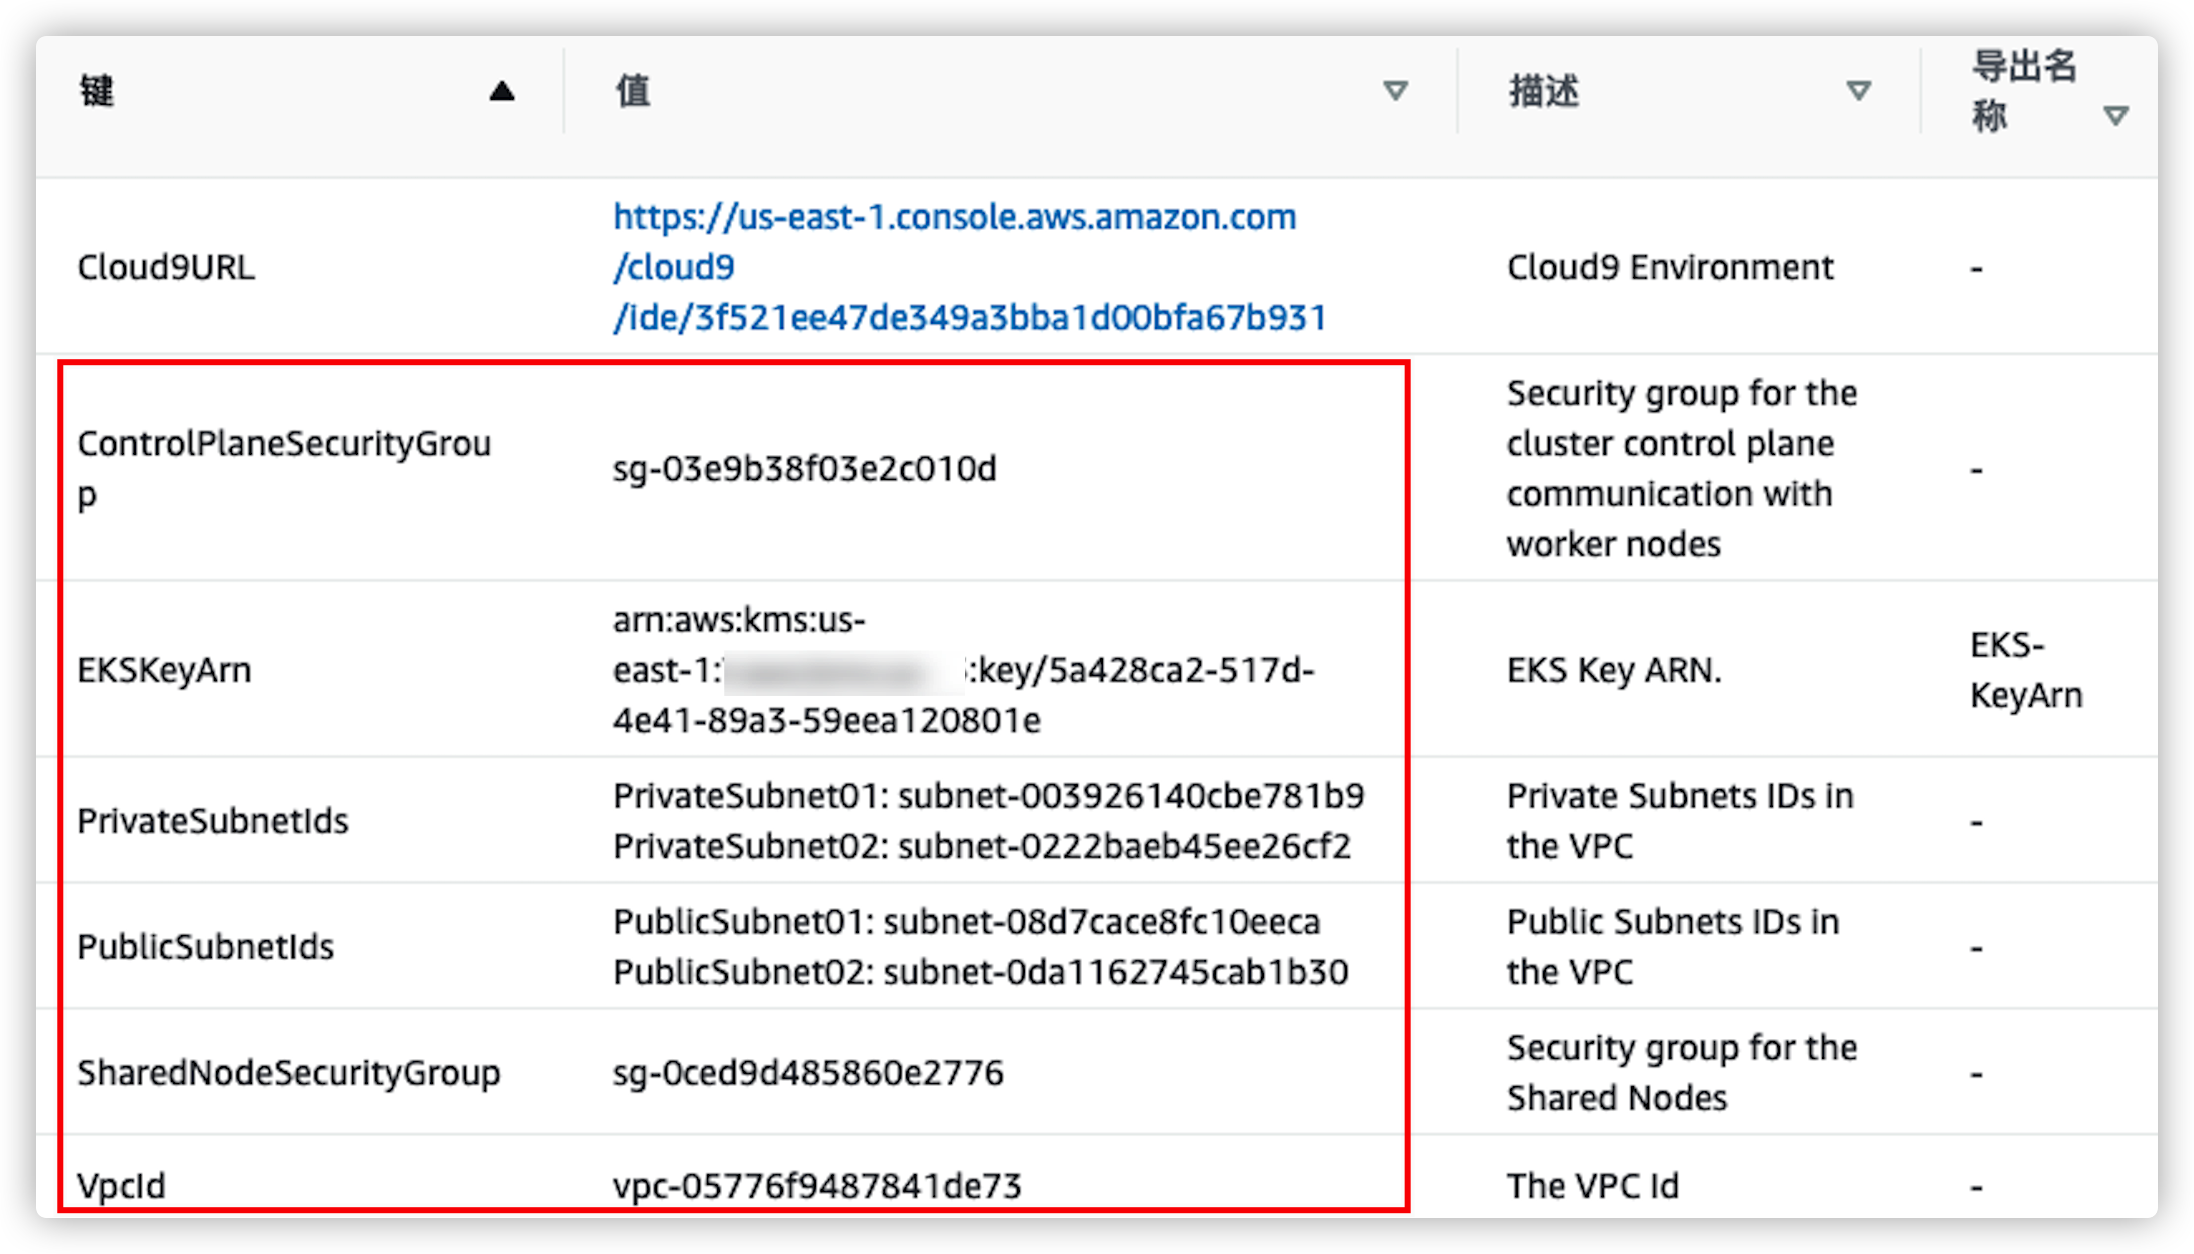 键
值
描述
导出名
称
Cloud9URL
https://us-east-1.console.aws.amazon.com
/cloud9
/ide/3f521ee47de349a3bba1d00bfa67b931
Cloud9 Environment
-
ControlPlaneSecurityGrou
p
sg-03e9b38f03e2c010d
Security group for the
cluster control plane
communication with
worker nodes
-
EKSKeyArn
arn:aws:kms:us-
east-1: :key/5a428ca2-517d-
4e41-89a3-59eea120801e
EKS Key ARN.
EKS-
KeyArn
PrivateSubnetIds
PrivateSubnet01: subnet-003926140cbe781b9
PrivateSubnet02: subnet-0222baeb45ee26cf2
Private Subnets IDs in
the VPC
-
PublicSubnetIds
PublicSubnet01: subnet-08d7cace8fc10eeca
PublicSubnet02: subnet-0da1162745cab1b30
Public Subnets IDs in
the VPC
-
SharedNodeSecurityGroup
sg-0ced9d485860e2776
Security group for the
Shared Nodes
-
VpcId
vpc-05776f9487841de73
The VPC Id
-